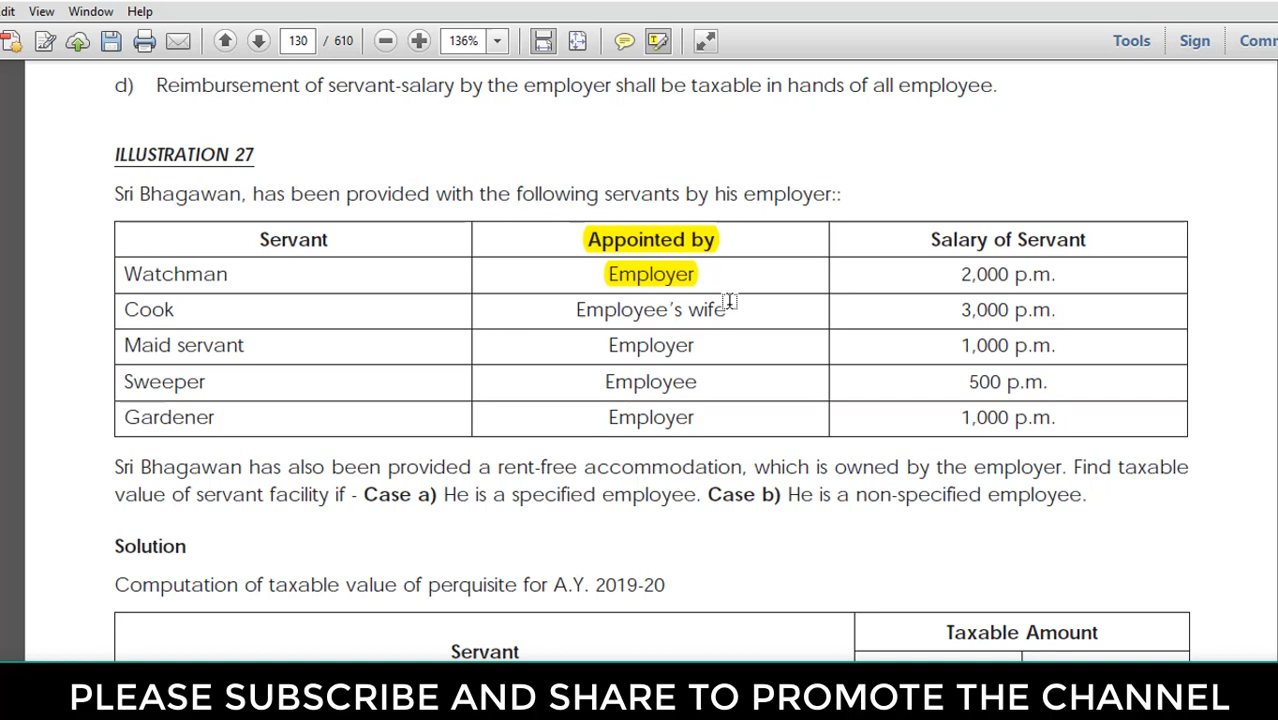 dit View Window Help
130 / 610 136% Tools Sign Comm
d) Reimbursement of servant-salary by the employer shall be taxable in hands of all employee.
ILLUSTRATION 27
Sri Bhagawan, has been provided with the following servants by his employer::
Servant Appointed by Salary of Servant
Watchman Employer 2,000 p.m.
Cook Employee's wife 3,000 p.m.
Maid servant Employer 1,000 p.m.
Sweeper Employee 500 p.m.
Gardener Employer 1,000 p.m.
Sri Bhagawan has also been provided a rent-free accommodation, which is owned by the employer. Find taxable
value of servant facility if - Case a) He is a specified employee. Case b) He is a non-specified employee.
Solution
Computation of taxable value of perquisite for A.Y. 2019-20
Taxable Amount
Servant
PLEASE SUBSCRIBE AND SHARE TO PROMOTE THE CHANNEL